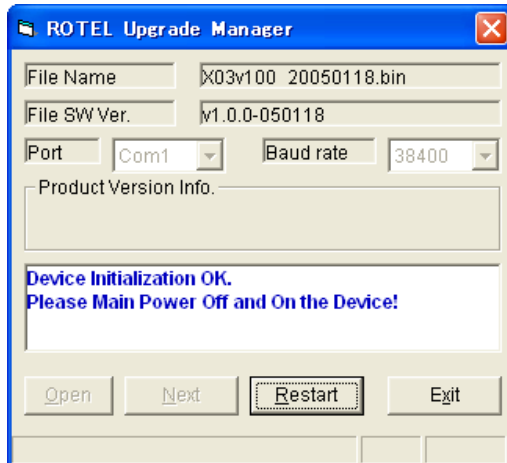 ROTEL Upgrade Manager
File Name X03v100 20050118.bin
File SW Ver. v1.0.0-050118
Port Com1 Baud rate 38400
Product Version Info.
Device Initialization OK.
Please Main Power Off and On the Device!
Open Next Restart Exit